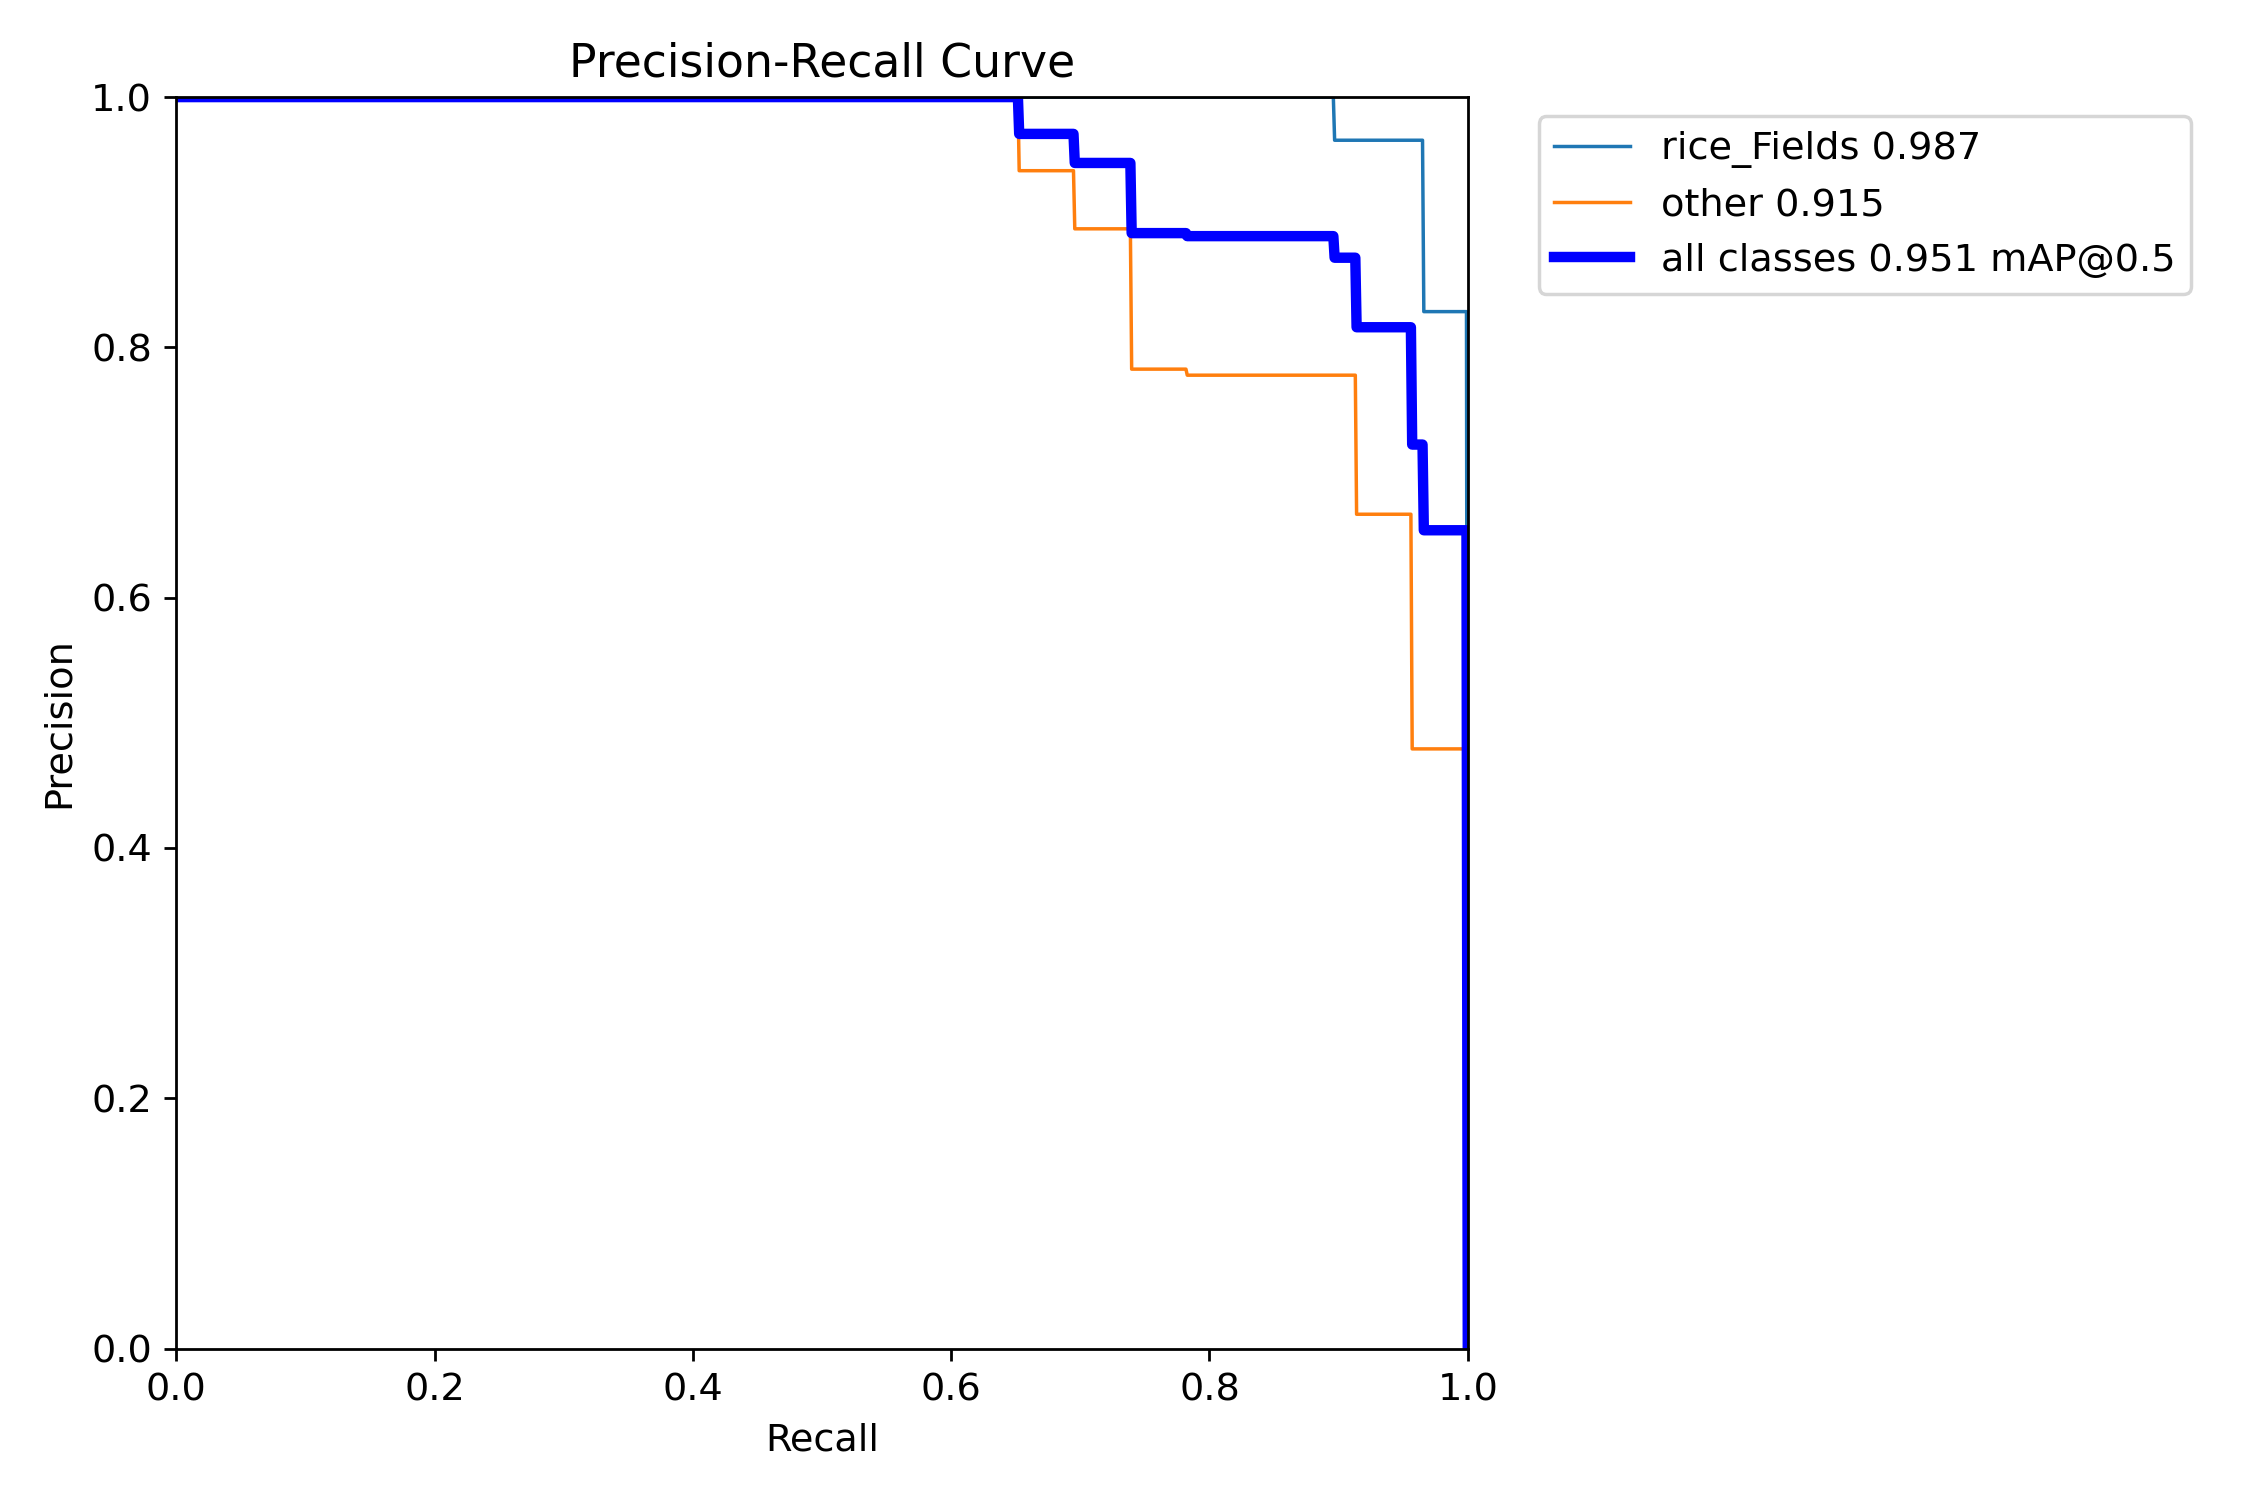 Precision-Recall Curve
1.0
0.8
0.6
0.4
0.2
0.0
Precision
0.0 0.2 0.4 0.6 0.8 1.0
Recall
rice_Fields 0.987
other 0.915
all classes 0.951 mAP@0.5